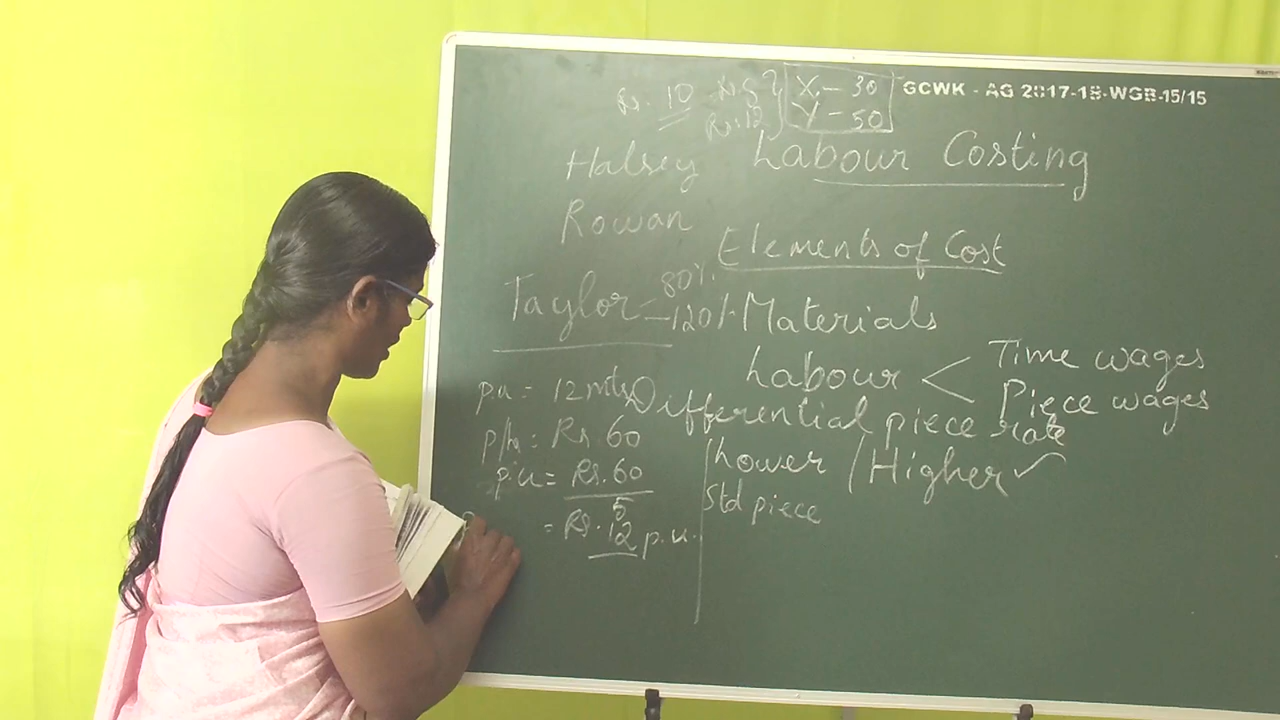 GCWK - AG 2017-18-WGB-15/15
Rs. 10 Rs. 8 X - 30
Rs. 12 Y - 50
Labour Costing
Halsey
Rowan
Elements of Cost
Taylor - 80%
- 120% Materials
Labour < Time wages
Piece wages
p.u = 12 mts Differential piece rate
p/h = Rs. 60
Lower / Higher ✓
p.u = Rs. 60
5
Std piece
= Rs. 12 p.u.